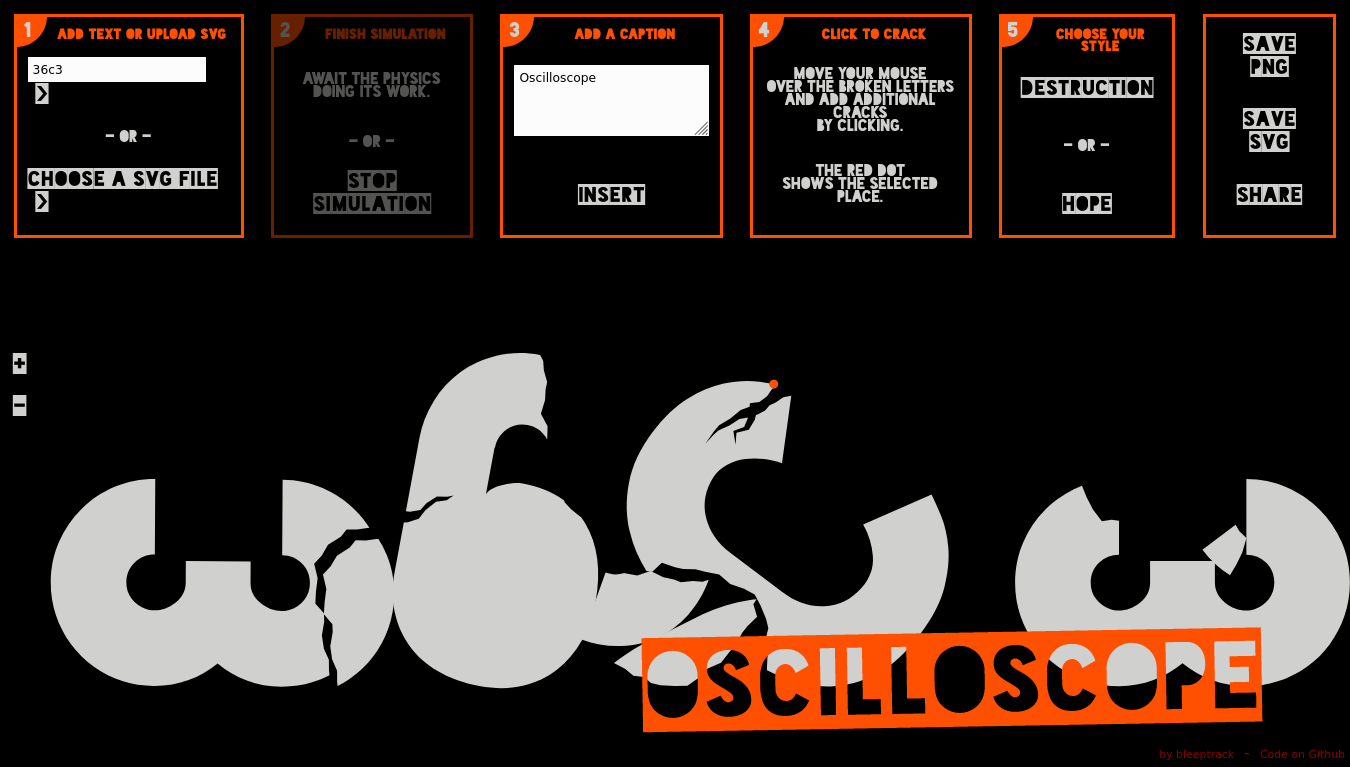 1
ADD TEXT OR UPLOAD SVG
36c3
>
- OR -
CHOOSE A SVG FILE
>
2
FINISH SIMULATION
AWAIT THE PHYSICS
DOING ITS WORK.
- OR -
STOP
SIMULATION
3
ADD A CAPTION
Oscilloscope
INSERT
4
CLICK TO CRACK
MOVE YOUR MOUSE
OVER THE BROKEN LETTERS
AND ADD ADDITIONAL
CRACKS
BY CLICKING.
THE RED DOT
SHOWS THE SELECTED
PLACE.
5
CHOOSE YOUR
STYLE
DESTRUCTION
- OR -
HOPE
SAVE
PNG
SAVE
SVG
SHARE
+
-
36C3
OSCILLOSCOPE
by bleeptrack - Code on Github